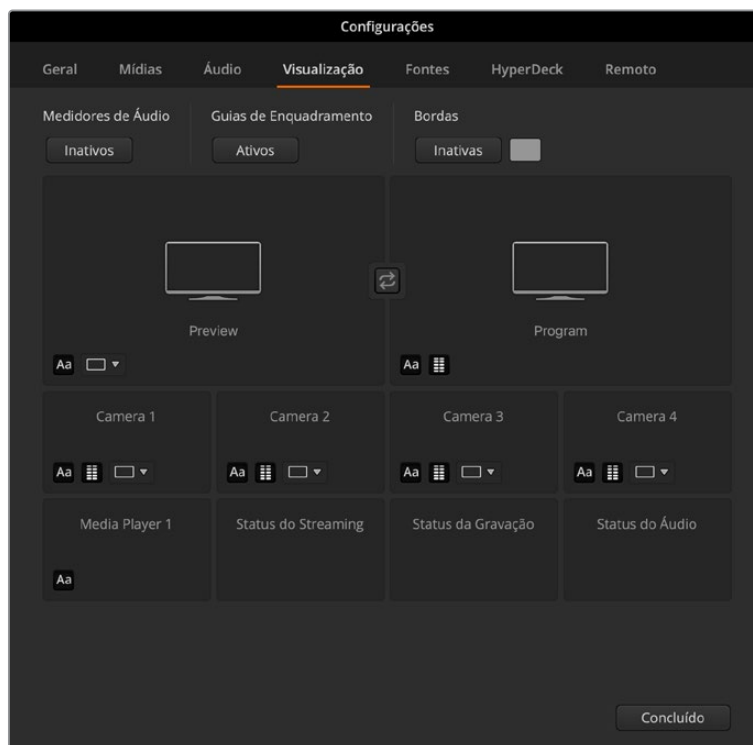 Configurações
Geral Mídias Áudio Visualização Fontes HyperDeck Remoto
Medidores de Áudio Guias de Enquadramento Bordas
Inativos Ativos Inativas
Preview Program
Aa Aa
Camera 1 Camera 2 Camera 3 Camera 4
Aa Aa Aa Aa
Media Player 1 Status do Streaming Status da Gravação Status do Áudio
Aa
Concluído